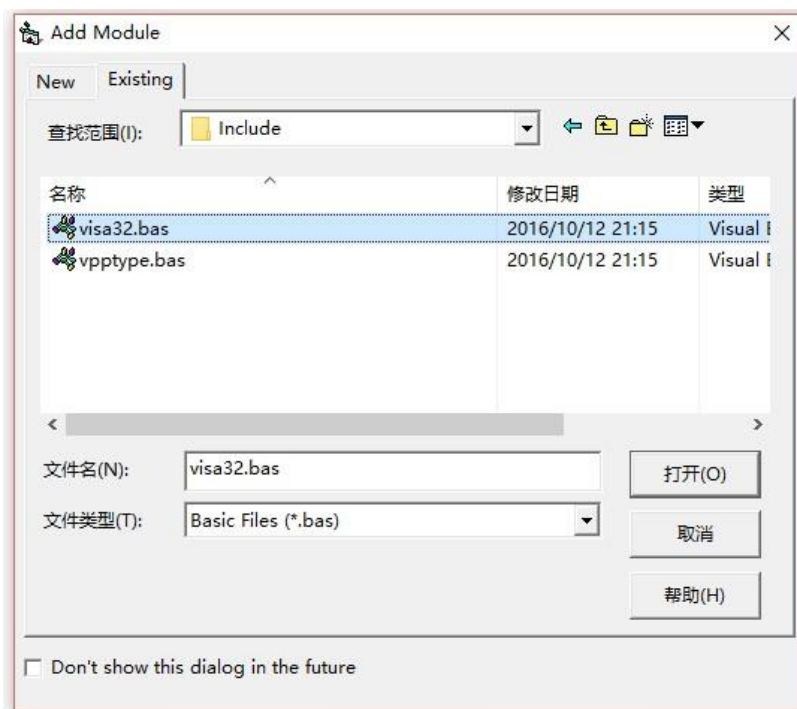 Add Module
New Existing
查找范围(I): Include
名称 修改日期 类型
visa32.bas 2016/10/12 21:15 Visual
vpptype.bas 2016/10/12 21:15 Visual
文件名(N): visa32.bas 打开(O)
文件类型(T): Basic Files (*.bas)
取消
帮助(H)
Don't show this dialog in the future